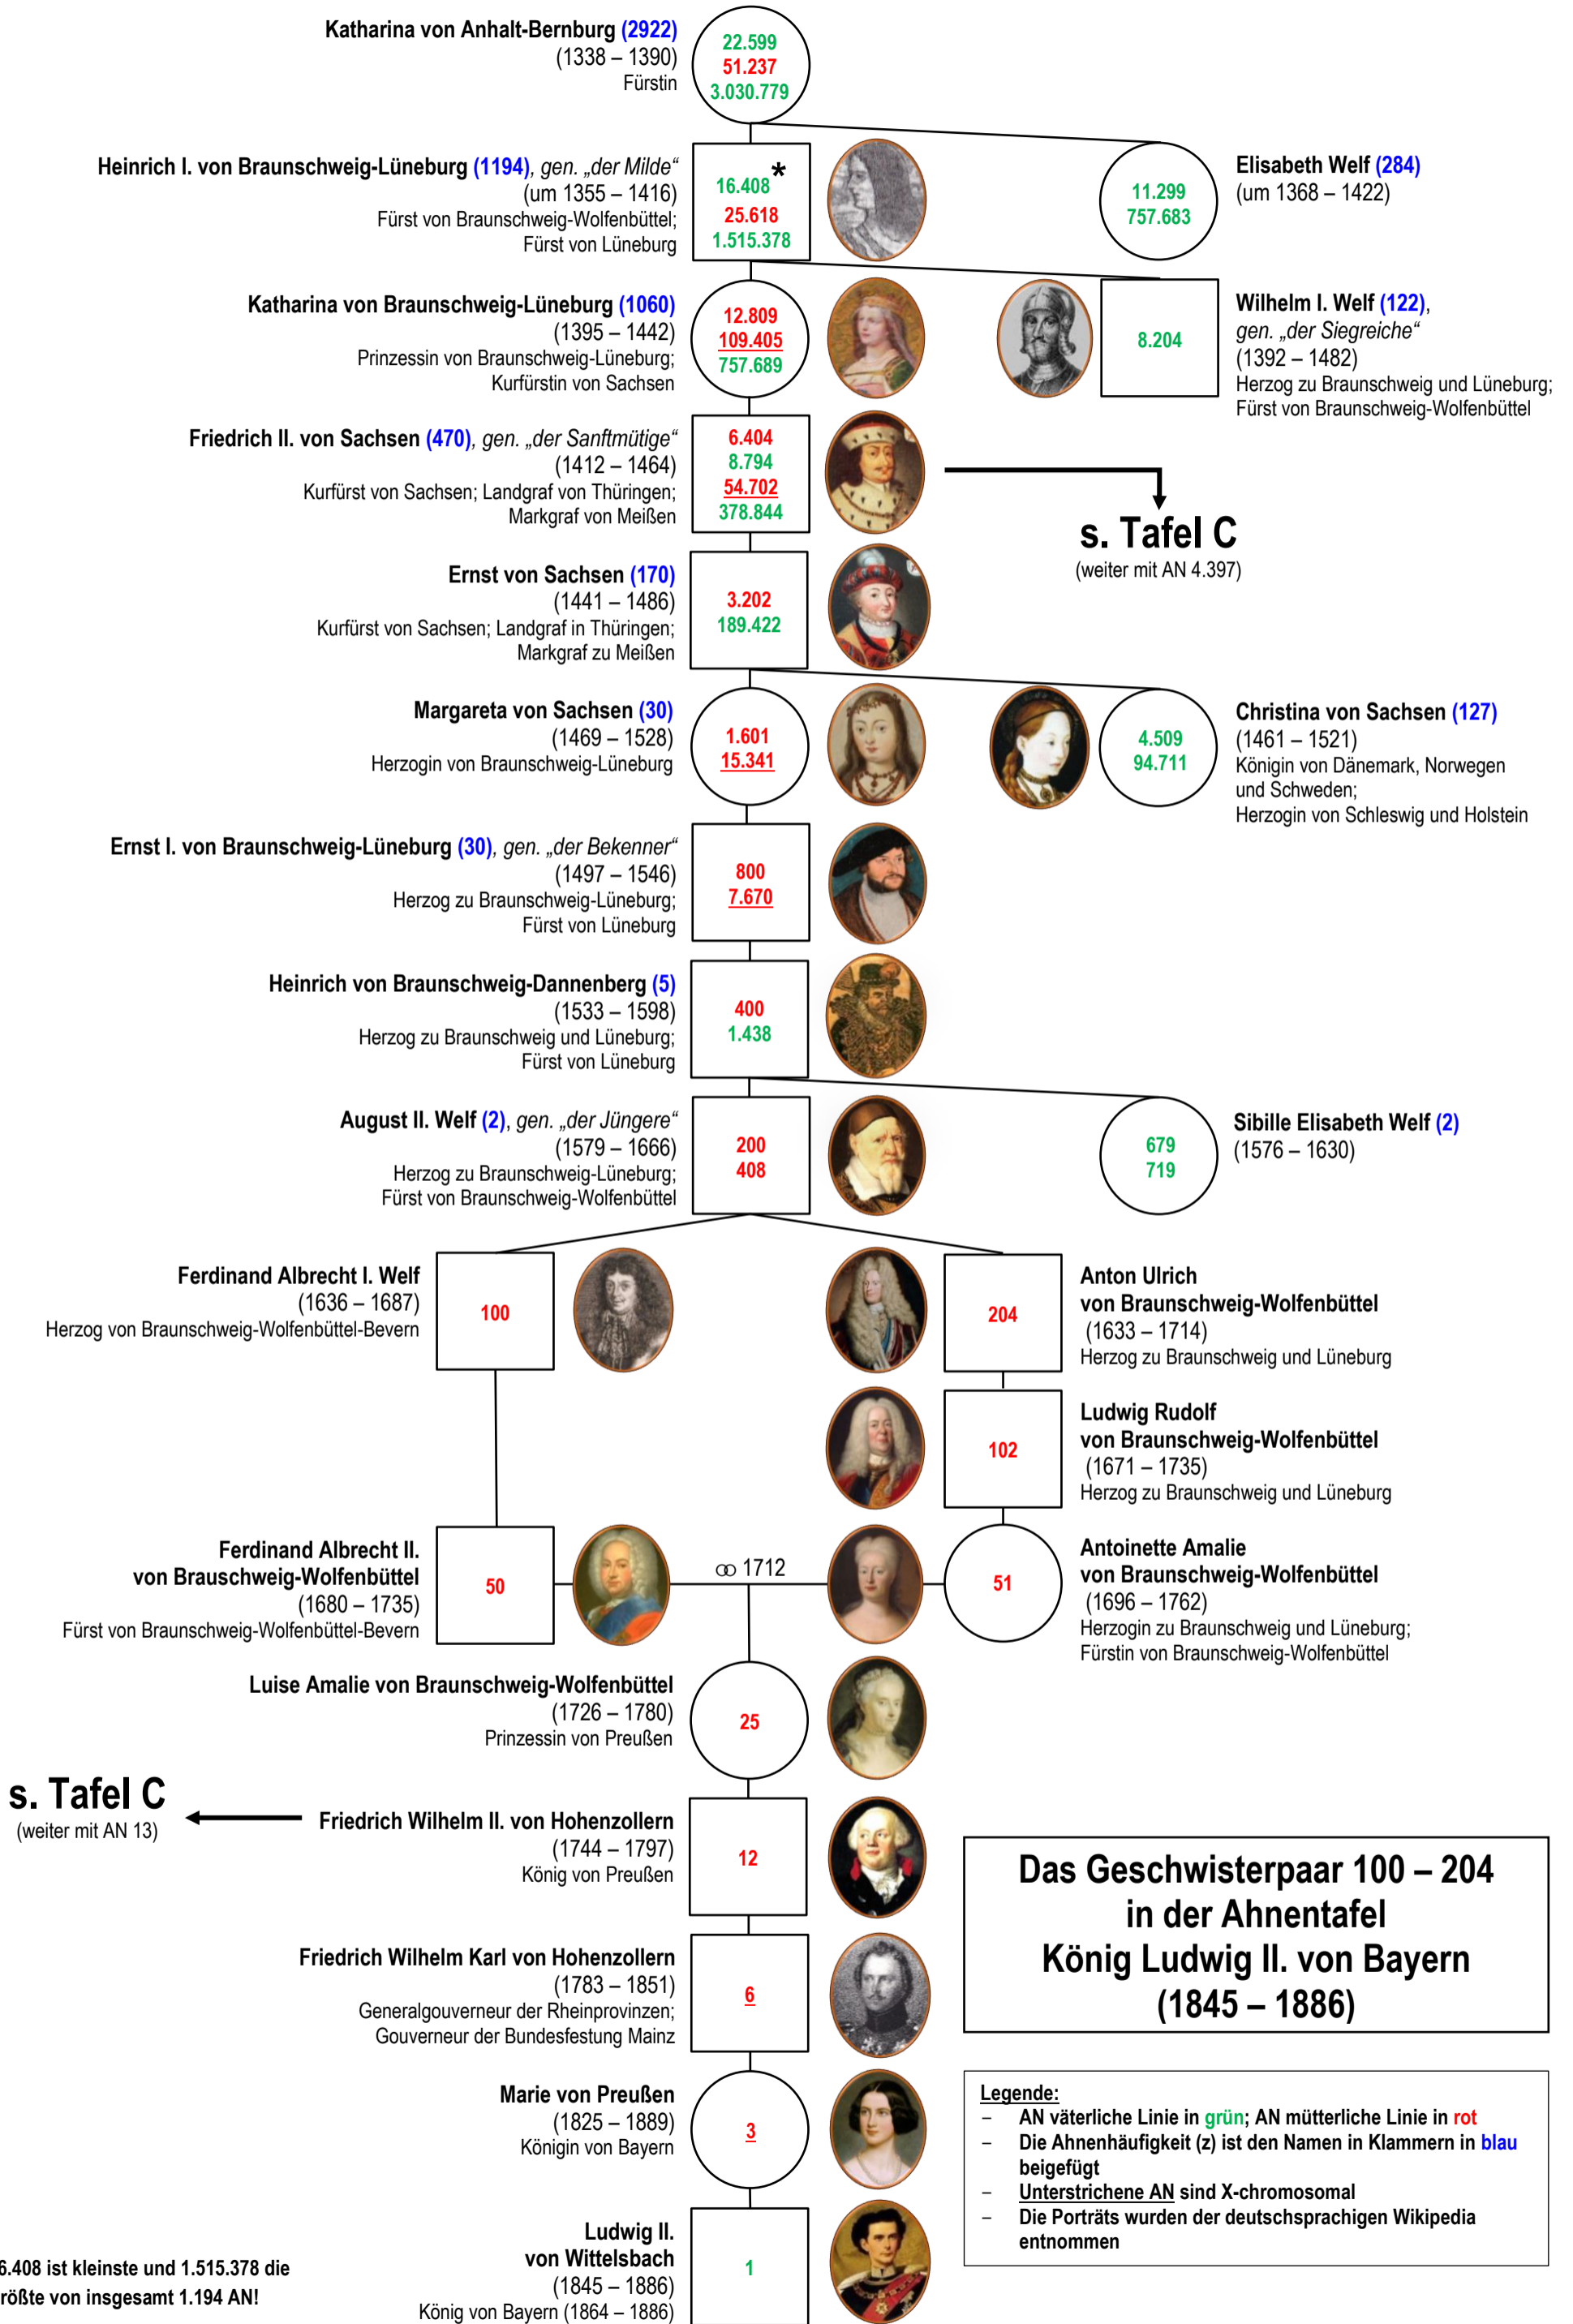 Katharina von Anhalt-Bernburg (2922)
(1338 – 1390)
Fürstin
22.599
51.237
3.030.779
Heinrich I. von Braunschweig-Lüneburg (1194), gen. „der Milde“
(um 1355 – 1416)
Fürst von Braunschweig-Wolfenbüttel;
Fürst von Lüneburg
16.408*
25.618
1.515.378
11.299
757.683
Elisabeth Welf (284)
(um 1368 – 1422)
Katharina von Braunschweig-Lüneburg (1060)
(1395 – 1442)
Prinzessin von Braunschweig-Lüneburg;
Kurfürstin von Sachsen
12.809
109.405
757.689
8.204
Wilhelm I. Welf (122),
gen. „der Siegreiche“
(1392 – 1482)
Herzog zu Braunschweig und Lüneburg;
Fürst von Braunschweig-Wolfenbüttel
Friedrich II. von Sachsen (470), gen. „der Sanftmütige“
(1412 – 1464)
Kurfürst von Sachsen; Landgraf von Thüringen;
Markgraf von Meißen
6.404
8.794
54.702
378.844
s. Tafel C
(weiter mit AN 4.397)
Ernst von Sachsen (170)
(1441 – 1486)
Kurfürst von Sachsen; Landgraf in Thüringen;
Markgraf zu Meißen
3.202
189.422
Margareta von Sachsen (30)
(1469 – 1528)
Herzogin von Braunschweig-Lüneburg
1.601
15.341
4.509
94.711
Christina von Sachsen (127)
(1461 – 1521)
Königin von Dänemark, Norwegen
und Schweden;
Herzogin von Schleswig und Holstein
Ernst I. von Braunschweig-Lüneburg (30), gen. „der Bekenner“
(1497 – 1546)
Herzog zu Braunschweig-Lüneburg;
Fürst von Lüneburg
800
7.670
Heinrich von Braunschweig-Dannenberg (5)
(1533 – 1598)
Herzog zu Braunschweig und Lüneburg;
Fürst von Lüneburg
400
1.438
August II. Welf (2), gen. „der Jüngere“
(1579 – 1666)
Herzog zu Braunschweig-Lüneburg;
Fürst von Braunschweig-Wolfenbüttel
200
408
679
719
Sibille Elisabeth Welf (2)
(1576 – 1630)
Ferdinand Albrecht I. Welf
(1636 – 1687)
Herzog von Braunschweig-Wolfenbüttel-Bevern
100
204
Anton Ulrich
von Braunschweig-Wolfenbüttel
(1633 – 1714)
Herzog zu Braunschweig und Lüneburg
102
Ludwig Rudolf
von Braunschweig-Wolfenbüttel
(1671 – 1735)
Herzog zu Braunschweig und Lüneburg
Ferdinand Albrecht II.
von Brauschweig-Wolfenbüttel
(1680 – 1735)
Fürst von Braunschweig-Wolfenbüttel-Bevern
50
ꝏ 1712
51
Antoinette Amalie
von Braunschweig-Wolfenbüttel
(1696 – 1762)
Herzogin zu Braunschweig und Lüneburg;
Fürstin von Braunschweig-Wolfenbüttel
Luise Amalie von Braunschweig-Wolfenbüttel
(1726 – 1780)
Prinzessin von Preußen
25
s. Tafel C
(weiter mit AN 13)
Friedrich Wilhelm II. von Hohenzollern
(1744 – 1797)
König von Preußen
12
Das Geschwisterpaar 100 – 204
in der Ahnentafel
König Ludwig II. von Bayern
(1845 – 1886)
Friedrich Wilhelm Karl von Hohenzollern
(1783 – 1851)
Generalgouverneur der Rheinprovinzen;
Gouverneur der Bundesfestung Mainz
6
Marie von Preußen
(1825 – 1889)
Königin von Bayern
3
Legende:
– AN väterliche Linie in grün; AN mütterliche Linie in rot
– Die Ahnenhäufigkeit (z) ist den Namen in Klammern in blau
beigefügt
– Unterstrichene AN sind X-chromosomal
– Die Porträts wurden der deutschsprachigen Wikipedia
entnommen
Ludwig II.
von Wittelsbach
(1845 – 1886)
König von Bayern (1864 – 1886)
1
6.408 ist kleinste und 1.515.378 die
rößte von insgesamt 1.194 AN!